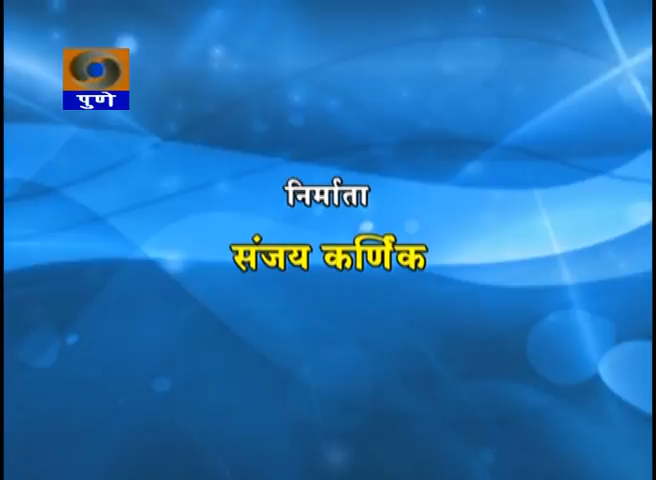 पुणे
निर्माता
संजय कर्णिक